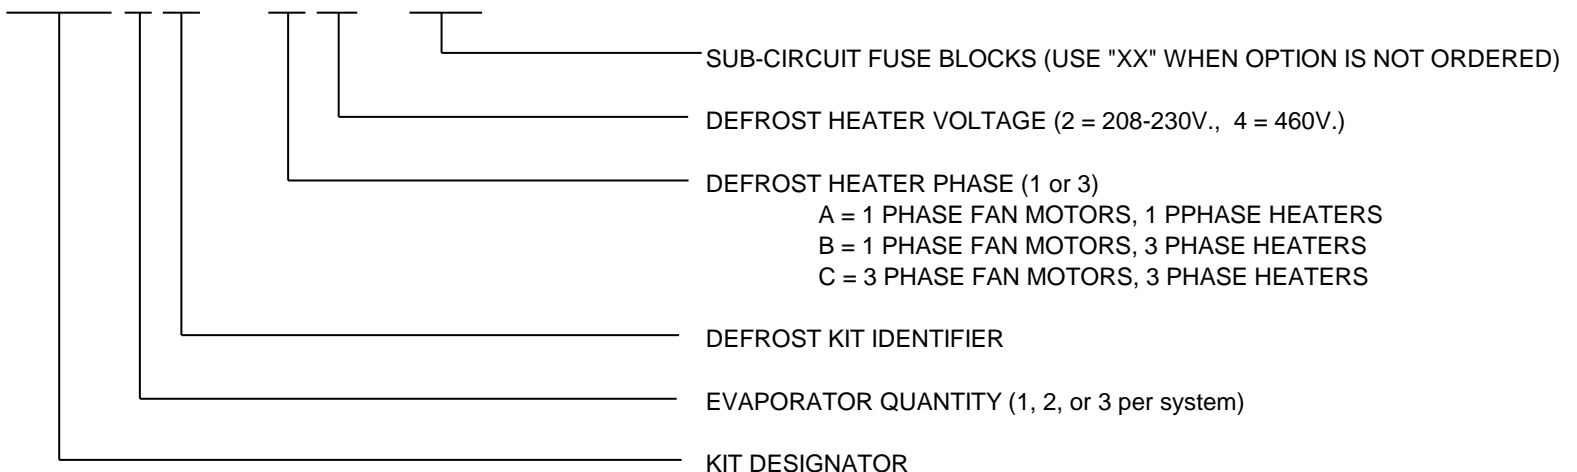 SUB-CIRCUIT FUSE BLOCKS (USE "XX" WHEN OPTION IS NOT ORDERED)
DEFROST HEATER VOLTAGE (2 = 208-230V., 4 = 460V.)
DEFROST HEATER PHASE (1 or 3)
A = 1 PHASE FAN MOTORS, 1 PPHASE HEATERS
B = 1 PHASE FAN MOTORS, 3 PHASE HEATERS
C = 3 PHASE FAN MOTORS, 3 PHASE HEATERS
DEFROST KIT IDENTIFIER
EVAPORATOR QUANTITY (1, 2, or 3 per system)
KIT DESIGNATOR